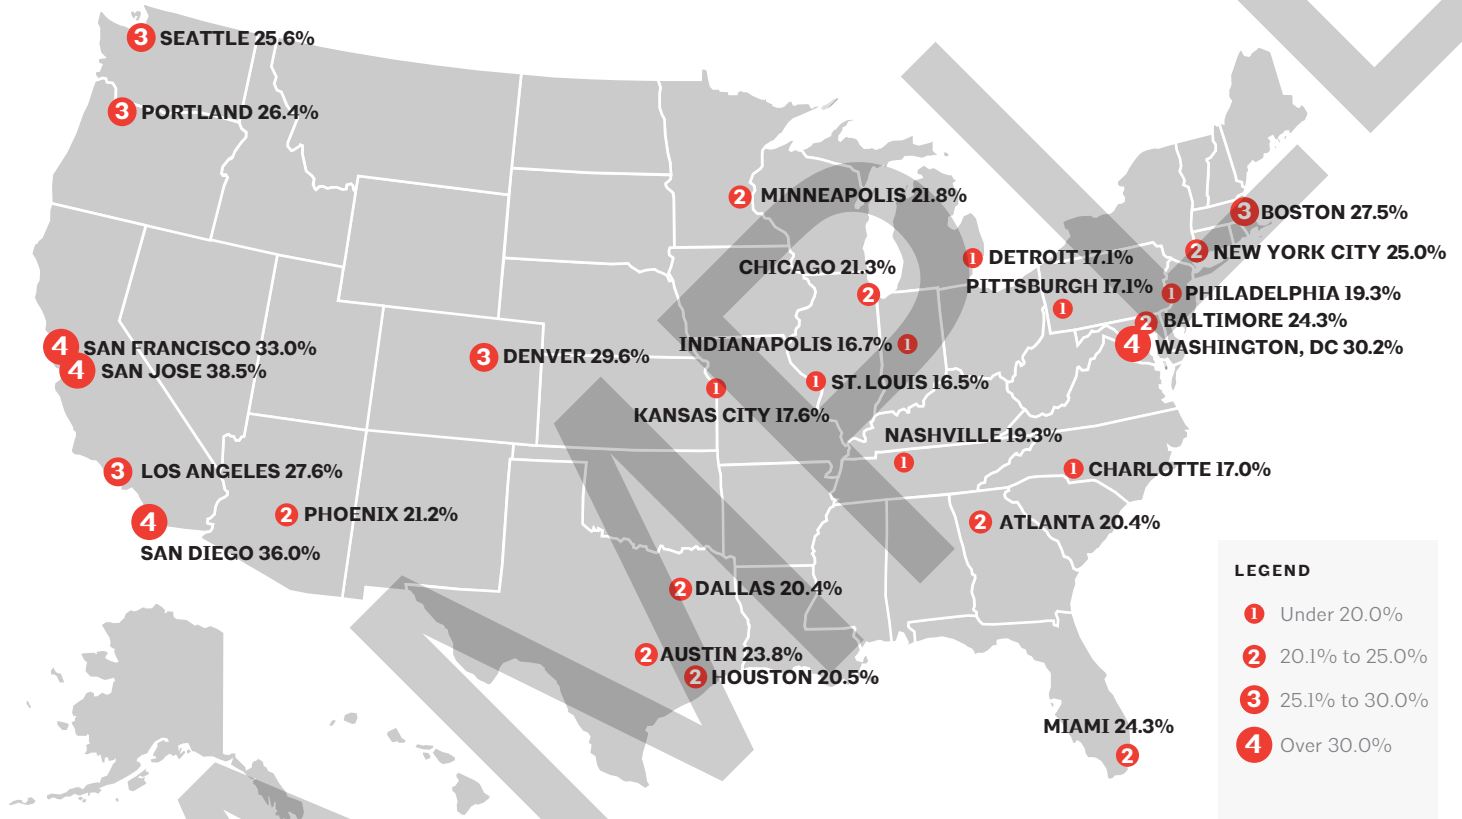 3 SEATTLE 25.6%
3 PORTLAND 26.4%
2 MINNEAPOLIS 21.8%
3 BOSTON 27.5%
2 NEW YORK CITY 25.0%
1 DETROIT 17.1%
CHICAGO 21.3%
2
PITTSBURGH 17.1%
1
1 PHILADELPHIA 19.3%
2 BALTIMORE 24.3%
4 WASHINGTON, DC 30.2%
INDIANAPOLIS 16.7% 1
4 SAN FRANCISCO 33.0%
4 SAN JOSE 38.5%
3 DENVER 29.6%
1 ST. LOUIS 16.5%
1
KANSAS CITY 17.6%
NASHVILLE 19.3%
1
1 CHARLOTTE 17.0%
3 LOS ANGELES 27.6%
2 PHOENIX 21.2%
4
SAN DIEGO 36.0%
2 ATLANTA 20.4%
2 DALLAS 20.4%
2 AUSTIN 23.8%
2 HOUSTON 20.5%
MIAMI 24.3%
2
LEGEND
1 Under 20.0%
2 20.1% to 25.0%
3 25.1% to 30.0%
4 Over 30.0%